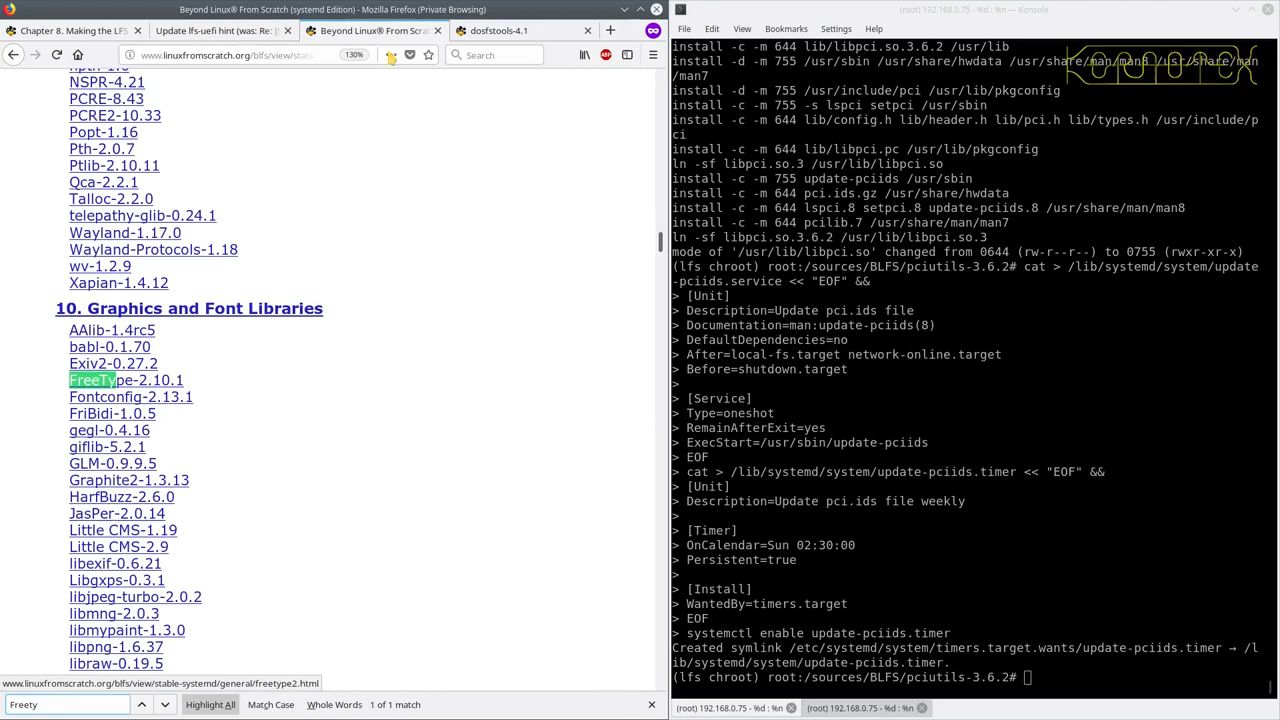 Beyond Linux® From Scratch (systemd Edition) - Mozilla Firefox (Private Browsing)
Chapter 8. Making the LFS
Update lfs-uefi hint (was: Re: [
Beyond Linux® From Scra
dosfstools-4.1
www.linuxfromscratch.org/blfs/view/stable
130%
Search
NSPR-4.21
PCRE-8.43
PCRE2-10.33
Popt-1.16
Pth-2.0.7
Ptlib-2.10.11
Qca-2.2.1
Talloc-2.2.0
telepathy-glib-0.24.1
Wayland-1.17.0
Wayland-Protocols-1.18
wv-1.2.9
Xapian-1.4.12
10. Graphics and Font Libraries
AAlib-1.4rc5
babl-0.1.70
Exiv2-0.27.2
FreeType-2.10.1
Fontconfig-2.13.1
FriBidi-1.0.5
gegl-0.4.16
giflib-5.2.1
GLM-0.9.9.5
Graphite2-1.3.13
HarfBuzz-2.6.0
JasPer-2.0.14
Little CMS-1.19
Little CMS-2.9
libexif-0.6.21
Libgxps-0.3.1
libjpeg-turbo-2.0.2
libmng-2.0.3
libmypaint-1.3.0
libpng-1.6.37
libraw-0.19.5
www.linuxfromscratch.org/blfs/view/stable-systemd/general/freetype2.html
Freety
Highlight All
Match Case
Whole Words
1 of 1 match
(root) 192.168.0.75 - %d : %n — Konsole
File Edit View Bookmarks Settings Help
install -c -m 644 lib/libpci.so.3.6.2 /usr/lib
install -d -m 755 /usr/sbin /usr/share/hwdata /usr/share/man/man8 /usr/share/man
/man7
install -d -m 755 /usr/include/pci /usr/lib/pkgconfig
install -c -m 755 -s lspci setpci /usr/sbin
install -c -m 644 lib/config.h lib/header.h lib/pci.h lib/types.h /usr/include/p
ci
install -c -m 644 lib/libpci.pc /usr/lib/pkgconfig
ln -sf libpci.so.3 /usr/lib/libpci.so
install -c -m 755 update-pciids /usr/sbin
install -c -m 644 pci.ids.gz /usr/share/hwdata
install -c -m 644 lspci.8 setpci.8 update-pciids.8 /usr/share/man/man8
install -c -m 644 pcilib.7 /usr/share/man/man7
ln -sf libpci.so.3.6.2 /usr/lib/libpci.so.3
mode of '/usr/lib/libpci.so' changed from 0644 (rw-r--r--) to 0755 (rwxr-xr-x)
(lfs chroot) root:/sources/BLFS/pciutils-3.6.2# cat > /lib/systemd/system/update
-pciids.service << "EOF" &&
> [Unit]
> Description=Update pci.ids file
> Documentation=man:update-pciids(8)
> DefaultDependencies=no
> After=local-fs.target network-online.target
> Before=shutdown.target
>
> [Service]
> Type=oneshot
> RemainAfterExit=yes
> ExecStart=/usr/sbin/update-pciids
> EOF
> cat > /lib/systemd/system/update-pciids.timer << "EOF" &&
> [Unit]
> Description=Update pci.ids file weekly
>
> [Timer]
> OnCalendar=Sun 02:30:00
> Persistent=true
>
> [Install]
> WantedBy=timers.target
> EOF
> systemctl enable update-pciids.timer
Created symlink /etc/systemd/system/timers.target.wants/update-pciids.timer → /l
ib/systemd/system/update-pciids.timer.
(lfs chroot) root:/sources/BLFS/pciutils-3.6.2#
(root) 192.168.0.75 - %d : %n
(root) 192.168.0.75 - %d : %n